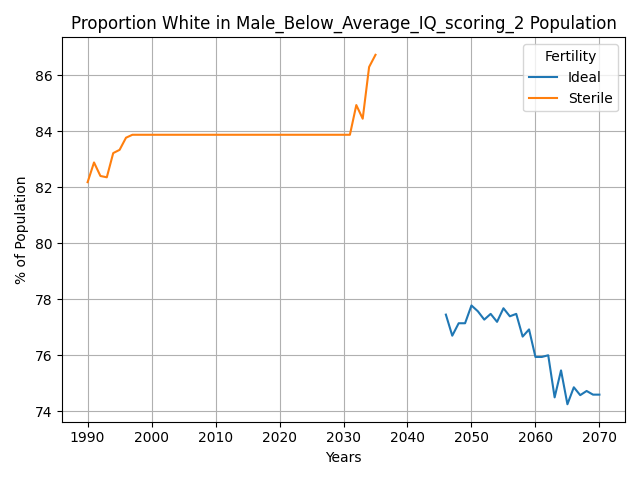 Proportion White in Male_Below_Average_IQ_scoring_2 Population
Fertility
Ideal
Sterile
% of Population
86
84
82
80
78
76
74
1990 2000 2010 2020 2030 2040 2050 2060 2070
Years